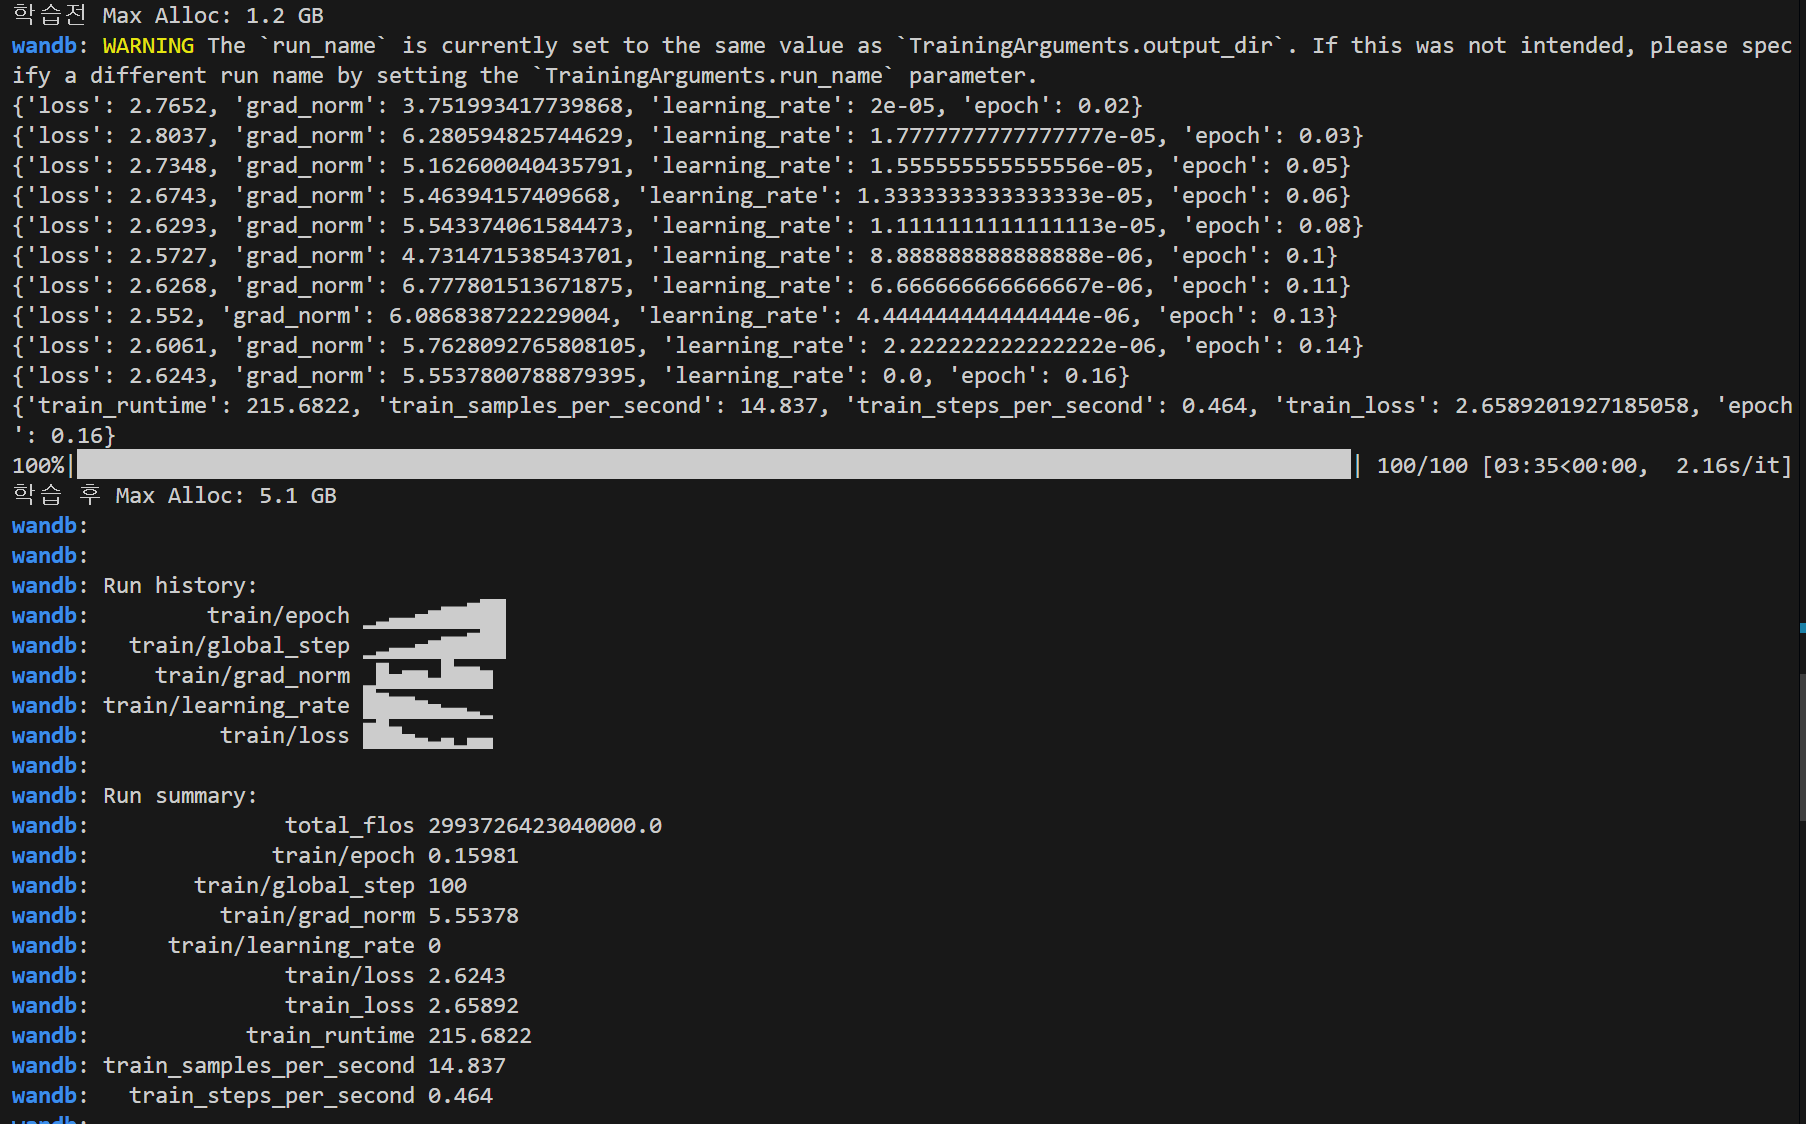 학습전 Max Alloc: 1.2 GB
wandb: WARNING The `run_name` is currently set to the same value as `TrainingArguments.output_dir`. If this was not intended, please spec
ify a different run name by setting the `TrainingArguments.run_name` parameter.
{'loss': 2.7652, 'grad_norm': 3.751993417739868, 'learning_rate': 2e-05, 'epoch': 0.02}
{'loss': 2.8037, 'grad_norm': 6.280594825744629, 'learning_rate': 1.7777777777777777e-05, 'epoch': 0.03}
{'loss': 2.7348, 'grad_norm': 5.162600040435791, 'learning_rate': 1.555555555555556e-05, 'epoch': 0.05}
{'loss': 2.6743, 'grad_norm': 5.46394157409668, 'learning_rate': 1.3333333333333333e-05, 'epoch': 0.06}
{'loss': 2.6293, 'grad_norm': 5.543374061584473, 'learning_rate': 1.1111111111111113e-05, 'epoch': 0.08}
{'loss': 2.5727, 'grad_norm': 4.731471538543701, 'learning_rate': 8.888888888888888e-06, 'epoch': 0.1}
{'loss': 2.6268, 'grad_norm': 6.777801513671875, 'learning_rate': 6.666666666666667e-06, 'epoch': 0.11}
{'loss': 2.552, 'grad_norm': 6.086838722229004, 'learning_rate': 4.444444444444444e-06, 'epoch': 0.13}
{'loss': 2.6061, 'grad_norm': 5.7628092765808105, 'learning_rate': 2.222222222222222e-06, 'epoch': 0.14}
{'loss': 2.6243, 'grad_norm': 5.5537800788879395, 'learning_rate': 0.0, 'epoch': 0.16}
{'train_runtime': 215.6822, 'train_samples_per_second': 14.837, 'train_steps_per_second': 0.464, 'train_loss': 2.6589201927185058, 'epoch
': 0.16}
100%| | 100/100 [03:35<00:00, 2.16s/it]
학습 후 Max Alloc: 5.1 GB
wandb:
wandb:
wandb: Run history:
wandb: train/epoch
wandb: train/global_step
wandb: train/grad_norm
wandb: train/learning_rate
wandb: train/loss
wandb:
wandb: Run summary:
wandb: total_flos 2993726423040000.0
wandb: train/epoch 0.15981
wandb: train/global_step 100
wandb: train/grad_norm 5.55378
wandb: train/learning_rate 0
wandb: train/loss 2.6243
wandb: train_loss 2.65892
wandb: train_runtime 215.6822
wandb: train_samples_per_second 14.837
wandb: train_steps_per_second 0.464